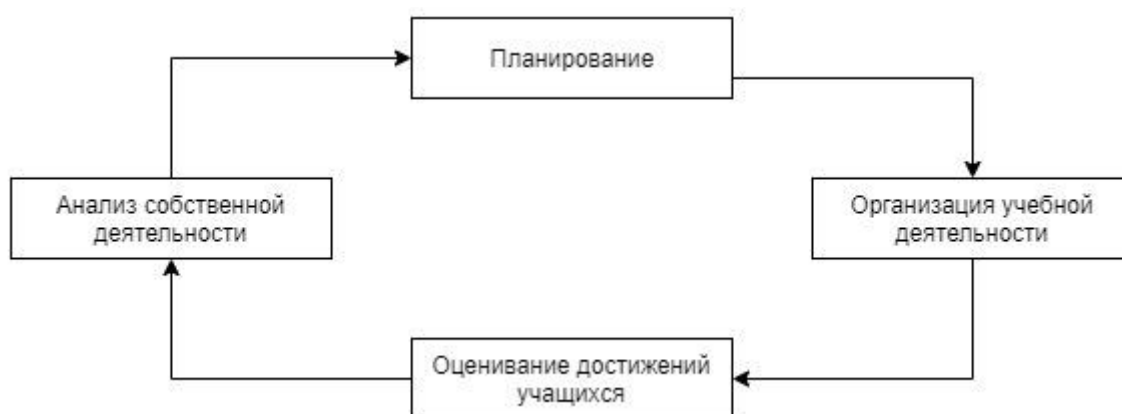 Планирование
Анализ собственной
деятельности
Организация учебной
деятельности
Оценивание достижений
учащихся